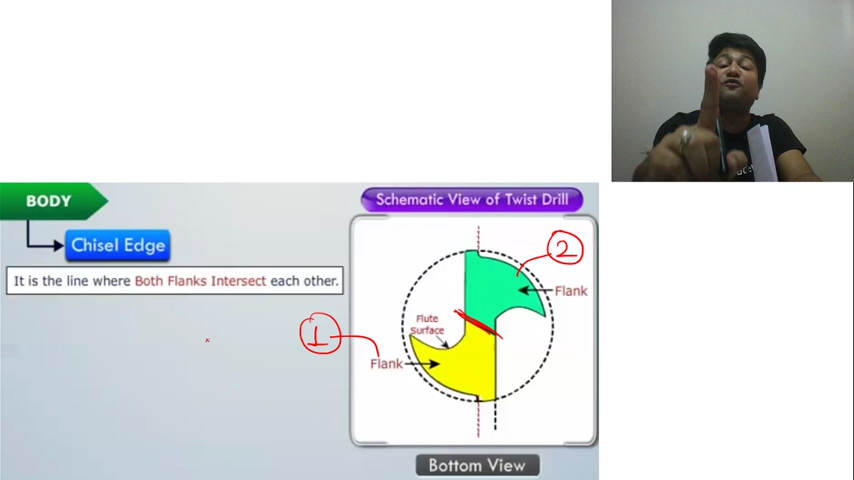 BODY
Chisel Edge
It is the line where Both Flanks Intersect each other.
Schematic View of Twist Drill
2
Flank
Flute
Surface
1
Flank
Bottom View